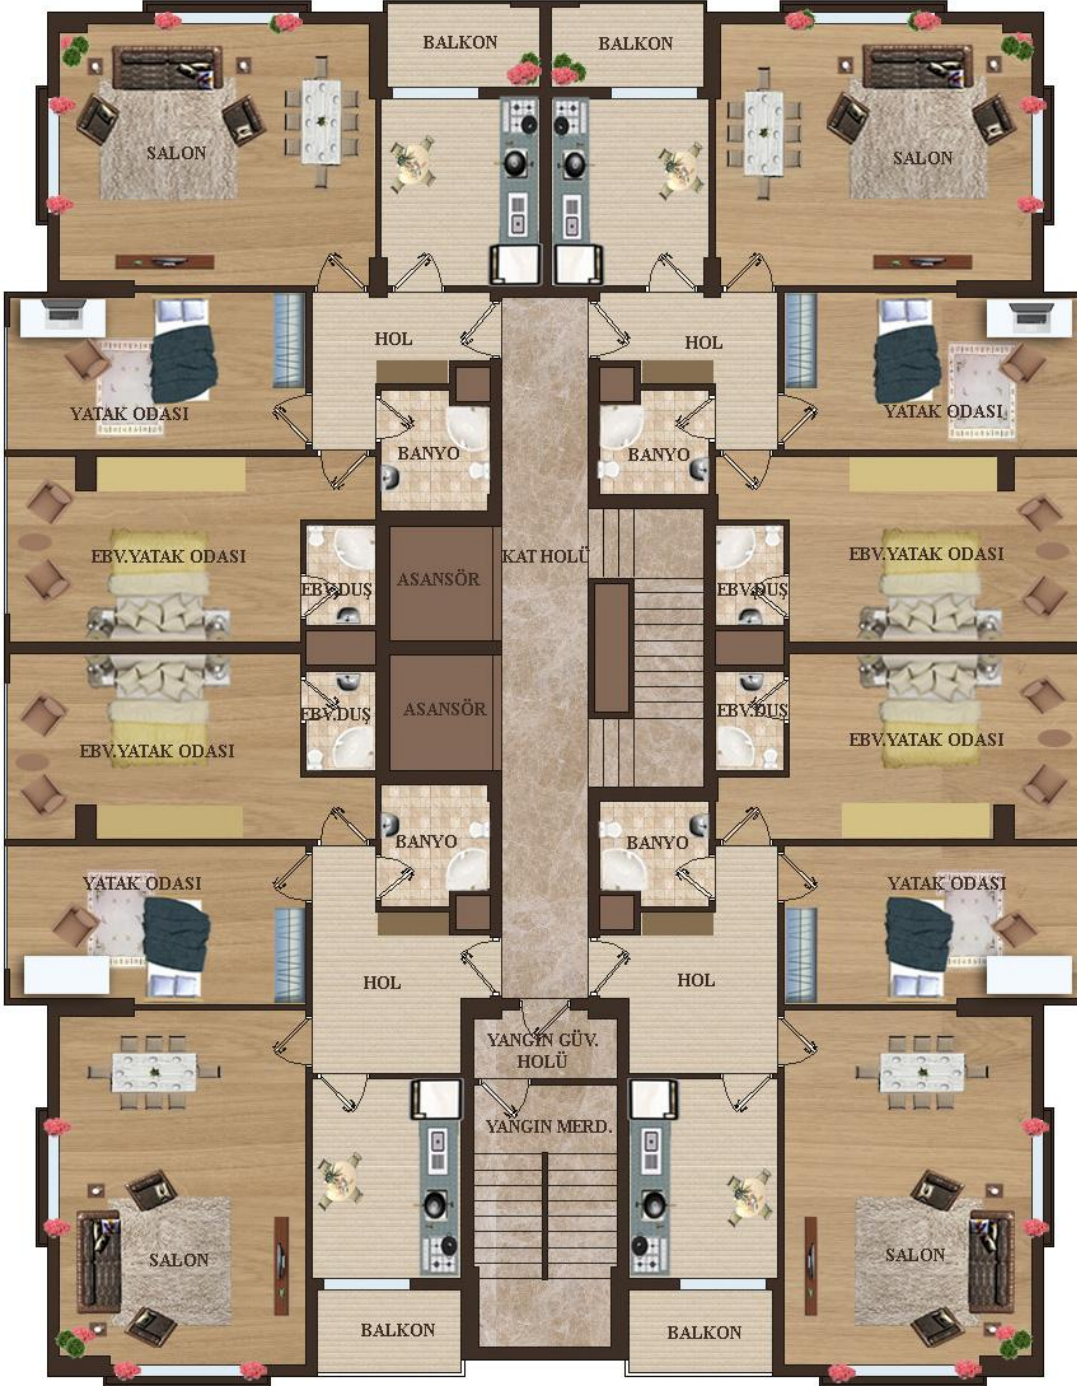 BALKON
BALKON
SALON
SALON
HOL
HOL
YATAK ODASI
YATAK ODASI
BANYO
BANYO
EBV.YATAK ODASI
KAT HOLÜ
EBV.YATAK ODASI
ASANSÖR
EBV.DUŞ
EBV.DUŞ
ASANSÖR
EBV.DUŞ
EBV.DUŞ
EBV.YATAK ODASI
EBV.YATAK ODASI
BANYO
BANYO
YATAK ODASI
YATAK ODASI
HOL
HOL
YANGIN GÜV.
HOLÜ
YANGIN MERD.
SALON
SALON
BALKON
BALKON